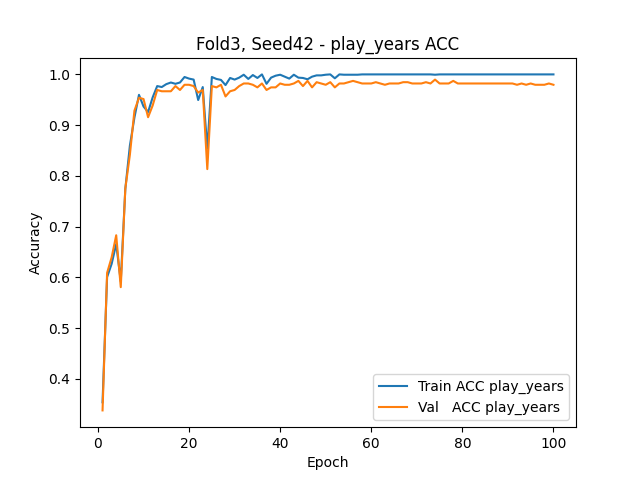 Fold3, Seed42 - play_years ACC
1.0
0.9
0.8
0.7
0.6
0.5
0.4
Accuracy
0
20
40
60
80
100
Epoch
Train ACC play_years
Val   ACC play_years